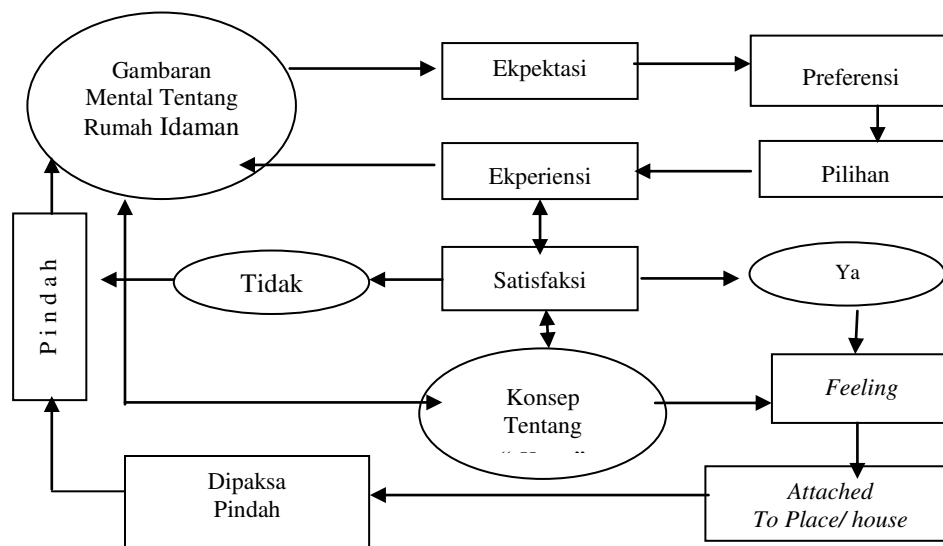 Gambaran
Mental Tentang
Rumah Idaman
Ekpektasi
Preferensi
Ekperiensi
Pilihan
Pindah
Tidak
Satisfaksi
Ya
Konsep
Tentang
Feeling
Dipaksa
Pindah
Attached
To Place/ house